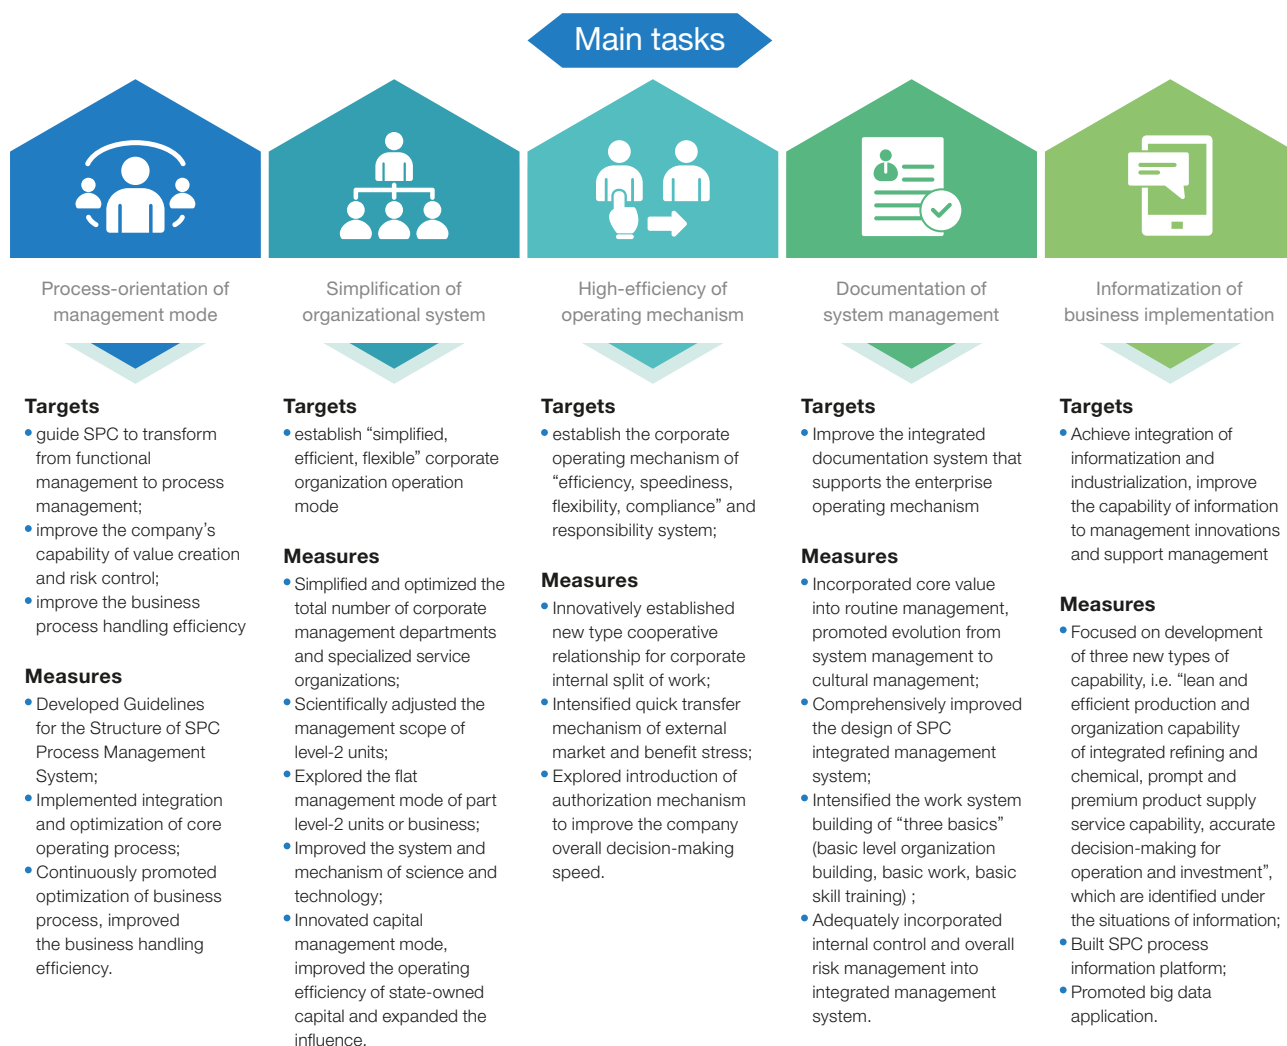 Main tasks
Process-orientation of
management mode
Targets
• guide SPC to transform
from functional
management to process
management;
• improve the company's
capability of value creation
and risk control;
• improve the business
process handling efficiency
Measures
• Developed Guidelines
for the Structure of SPC
Process Management
System;
• Implemented integration
and optimization of core
operating process;
• Continuously promoted
optimization of business
process, improved
the business handling
efficiency.
Simplification of
organizational system
Targets
• establish “simplified,
efficient, flexible” corporate
organization operation
mode
Measures
• Simplified and optimized the
total number of corporate
management departments
and specialized service
organizations;
• Scientifically adjusted the
management scope of
level-2 units;
• Explored the flat
management mode of part
level-2 units or business;
• Improved the system and
mechanism of science and
technology;
• Innovated capital
management mode,
improved the operating
efficiency of state-owned
capital and expanded the
influence.
High-efficiency of
operating mechanism
Targets
• establish the corporate
operating mechanism of
“efficiency, speediness,
flexibility, compliance” and
responsibility system;
Measures
• Innovatively established
new type cooperative
relationship for corporate
internal split of work;
• Intensified quick transfer
mechanism of external
market and benefit stress;
• Explored introduction of
authorization mechanism
to improve the company
overall decision-making
speed.
Documentation of
system management
Targets
• Improve the integrated
documentation system that
supports the enterprise
operating mechanism
Measures
• Incorporated core value
into routine management,
promoted evolution from
system management to
cultural management;
• Comprehensively improved
the design of SPC
integrated management
system;
• Intensified the work system
building of “three basics”
(basic level organization
building, basic work, basic
skill training) ;
• Adequately incorporated
internal control and overall
risk management into
integrated management
system.
Informatization of
business implementation
Targets
• Achieve integration of
informatization and
industrialization, improve
the capability of information
to management innovations
and support management
Measures
• Focused on development
of three new types of
capability, i.e. “lean and
efficient production and
organization capability
of integrated refining and
chemical, prompt and
premium product supply
service capability, accurate
decision-making for
operation and investment”,
which are identified under
the situations of information;
• Built SPC process
information platform;
• Promoted big data
application.